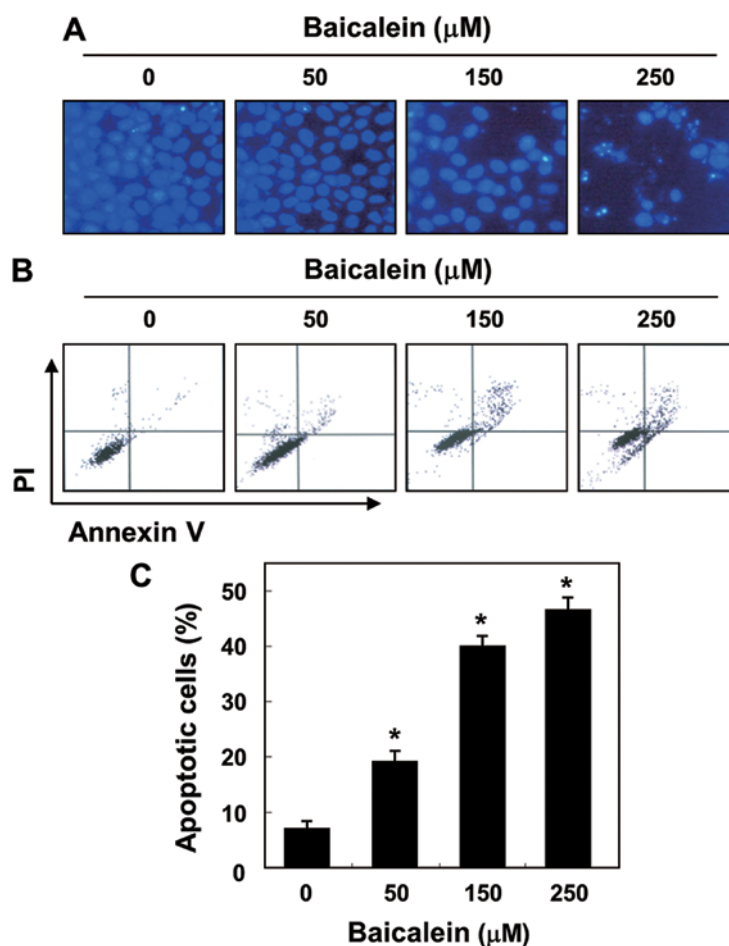 A
Baicalein (μM)
0 50 150 250
B
Baicalein (μM)
0 50 150 250
PI
Annexin V
C
Apoptotic cells (%)
50
40
30
20
10
0
* * *
0 50 150 250
Baicalein (μM)